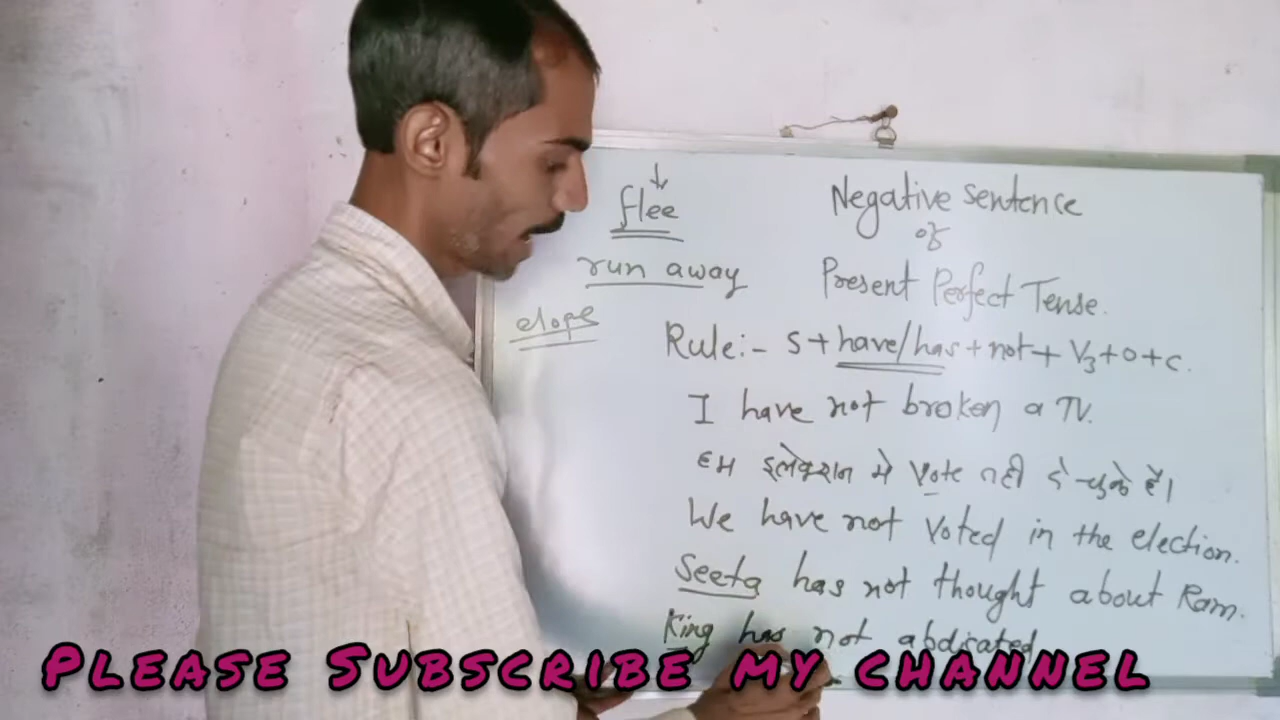 flee
run away
elope
Negative Sentence
of
Present Perfect Tense.
Rule:- S + have/has + not + V3 + O + C.
I have not broken a TV.
हम इलेक्शन मे Vote नही दे चुके हैं।
We have not Voted in the election.
Seeta has not thought about Ram.
King has not abdicated
PLEASE SUBSCRIBE MY CHANNEL